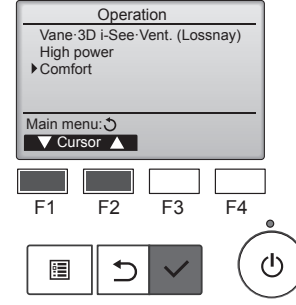 Operation
Vane·3D i-See·Vent. (Lossnay)
High power
Comfort
Main menu:
Cursor
F1 F2 F3 F4